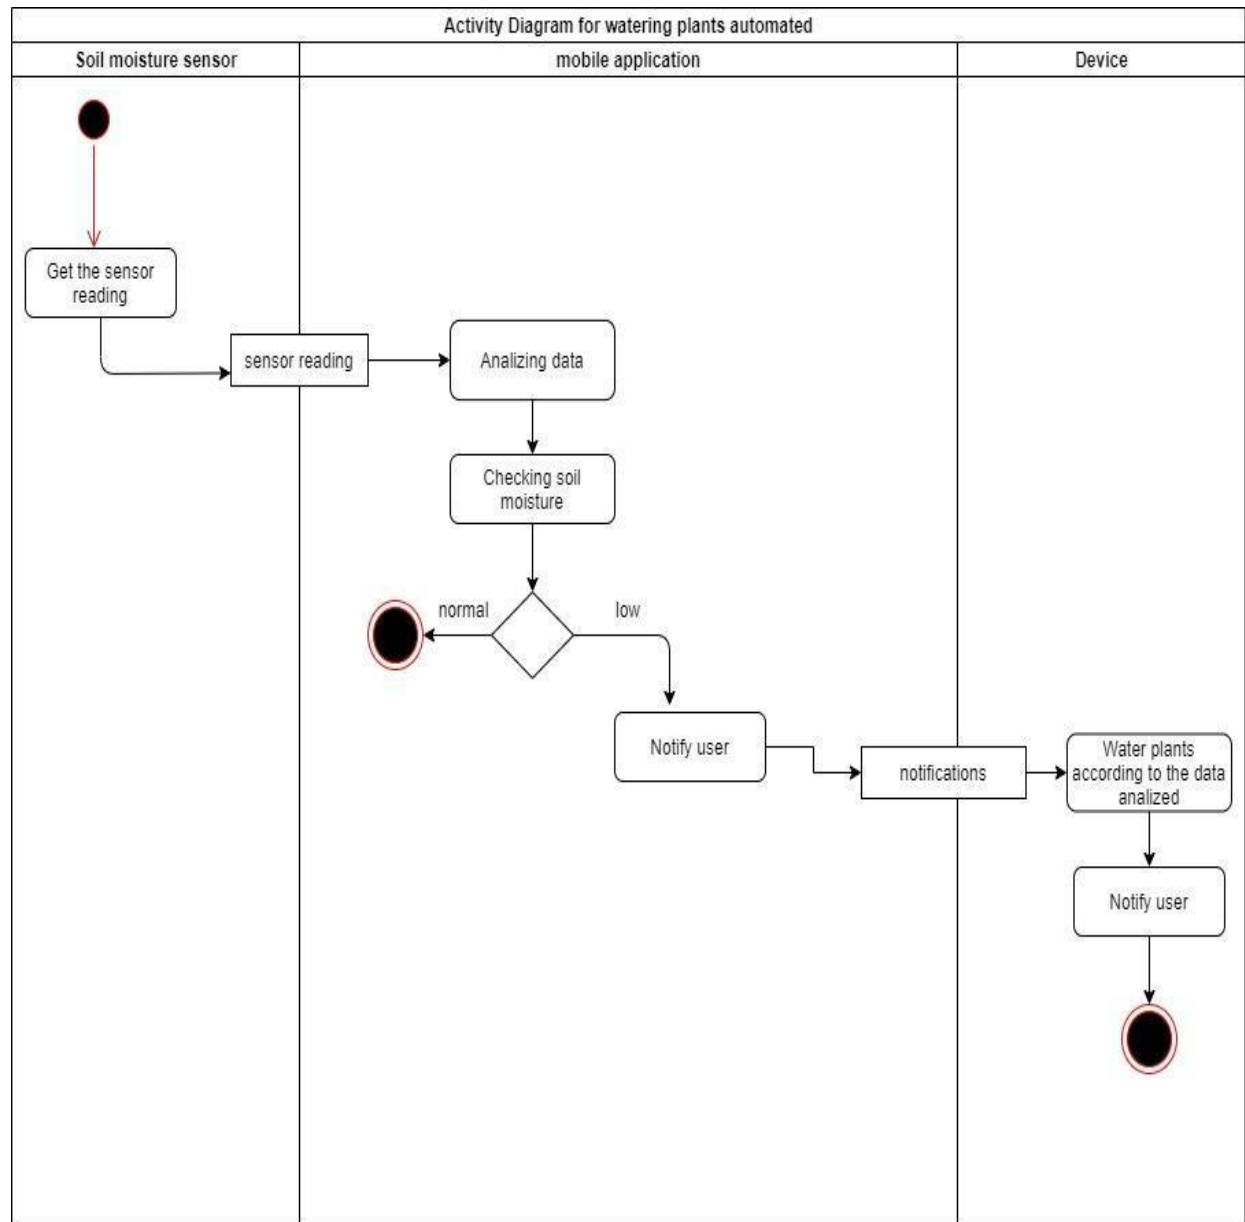 Activity Diagram for watering plants automated
Soil moisture sensor
mobile application
Device
Get the sensor
reading
sensor reading
Analizing data
Checking soil
moisture
normal
low
Notify user
notifications
Water plants
according to the data
analized
Notify user